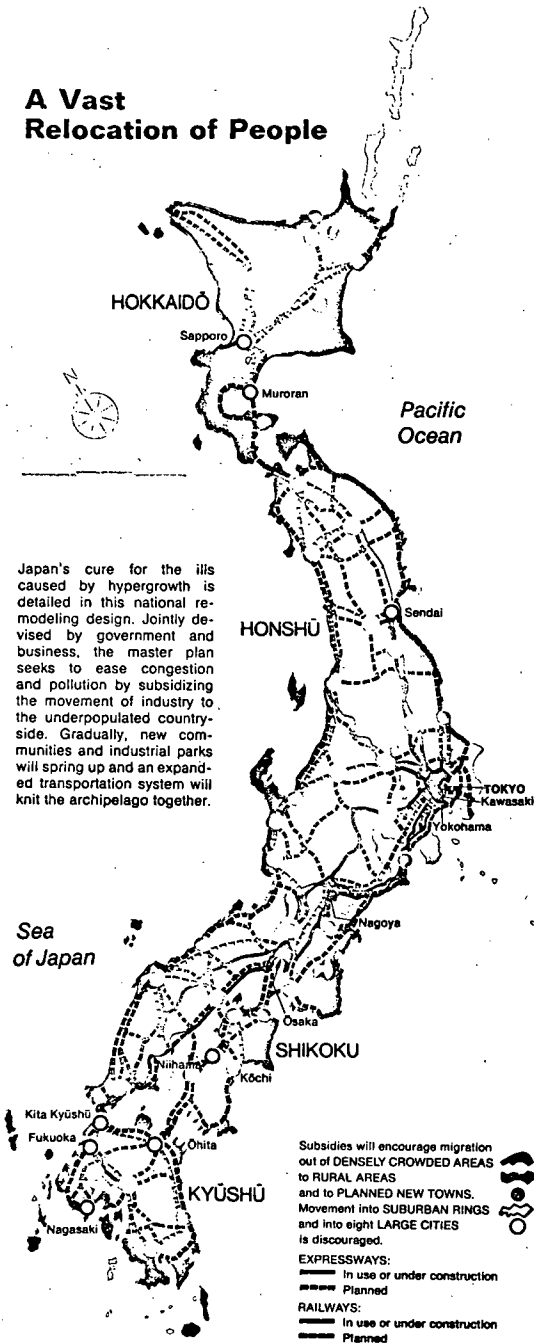 A Vast
Relocation of People
HOKKAIDŌ
Sapporo
N
Muroran
Pacific
Ocean
Japan's cure for the ills
caused by hypergrowth is
detailed in this national re-
modeling design. Jointly de-
vised by government and
business, the master plan
seeks to ease congestion
and pollution by subsidizing
the movement of industry to
the underpopulated country-
side. Gradually, new com-
munities and industrial parks
will spring up and an expand-
ed transportation system will
knit the archipelago together.
HONSHŪ
Sendai
TOKYO
Kawasaki
Yokohama
Nagoya
Sea
of Japan
Ōsaka
SHIKOKU
Niihama
Kōchi
Kita Kyūshū
Fukuoka
Ōhita
KYŪSHŪ
Nagasaki
Subsidies will encourage migration
out of DENSELY CROWDED AREAS
to RURAL AREAS
and to PLANNED NEW TOWNS.
Movement into SUBURBAN RINGS
and into eight LARGE CITIES
is discouraged.
EXPRESSWAYS:
In use or under construction
Planned
RAILWAYS:
In use or under construction
Planned